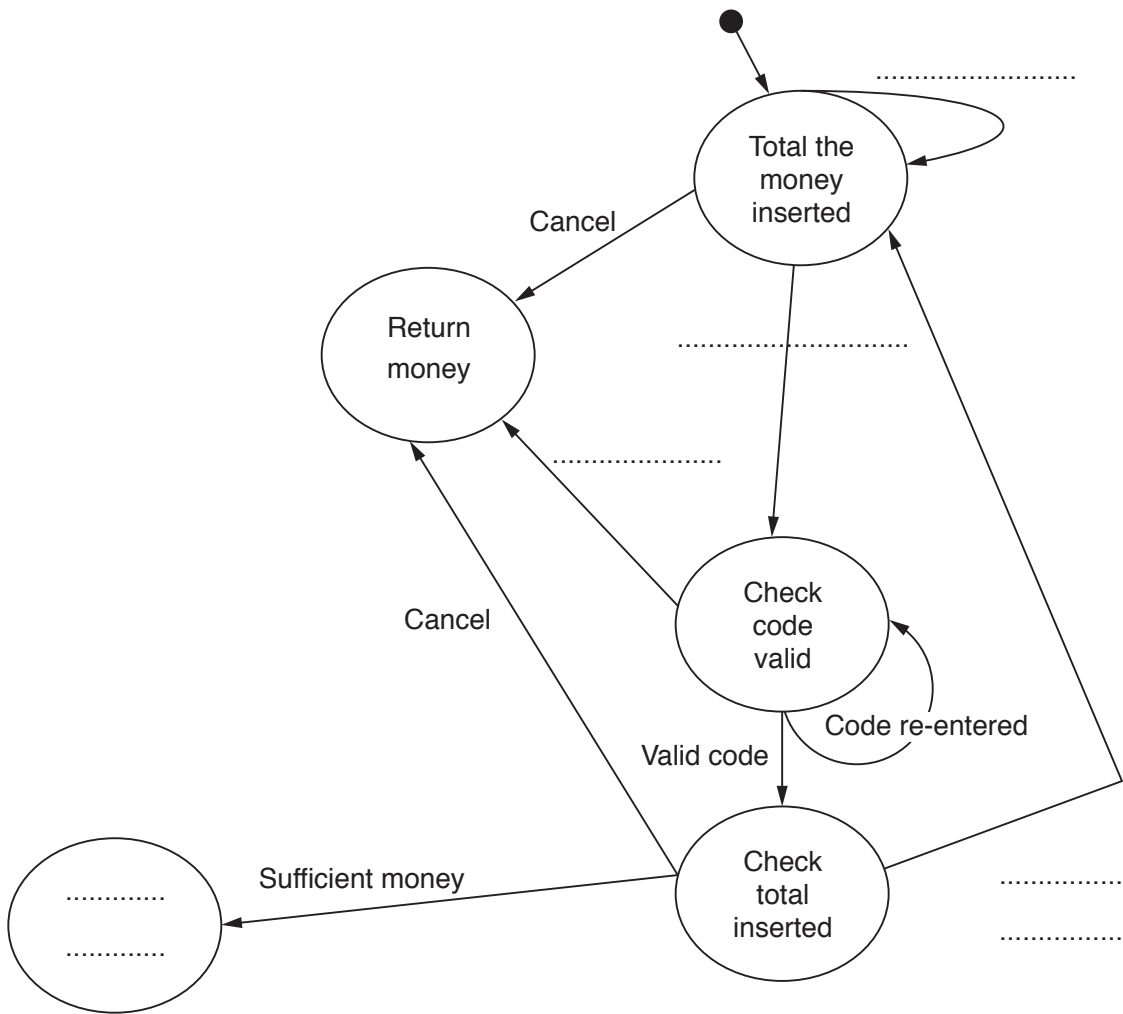 ............................
Total the
money
inserted
Cancel
Return
money
................................
........................
Cancel
Check
code
valid
Code re-entered
Valid code
Sufficient money
Check
total
inserted
.............
.............
................
................